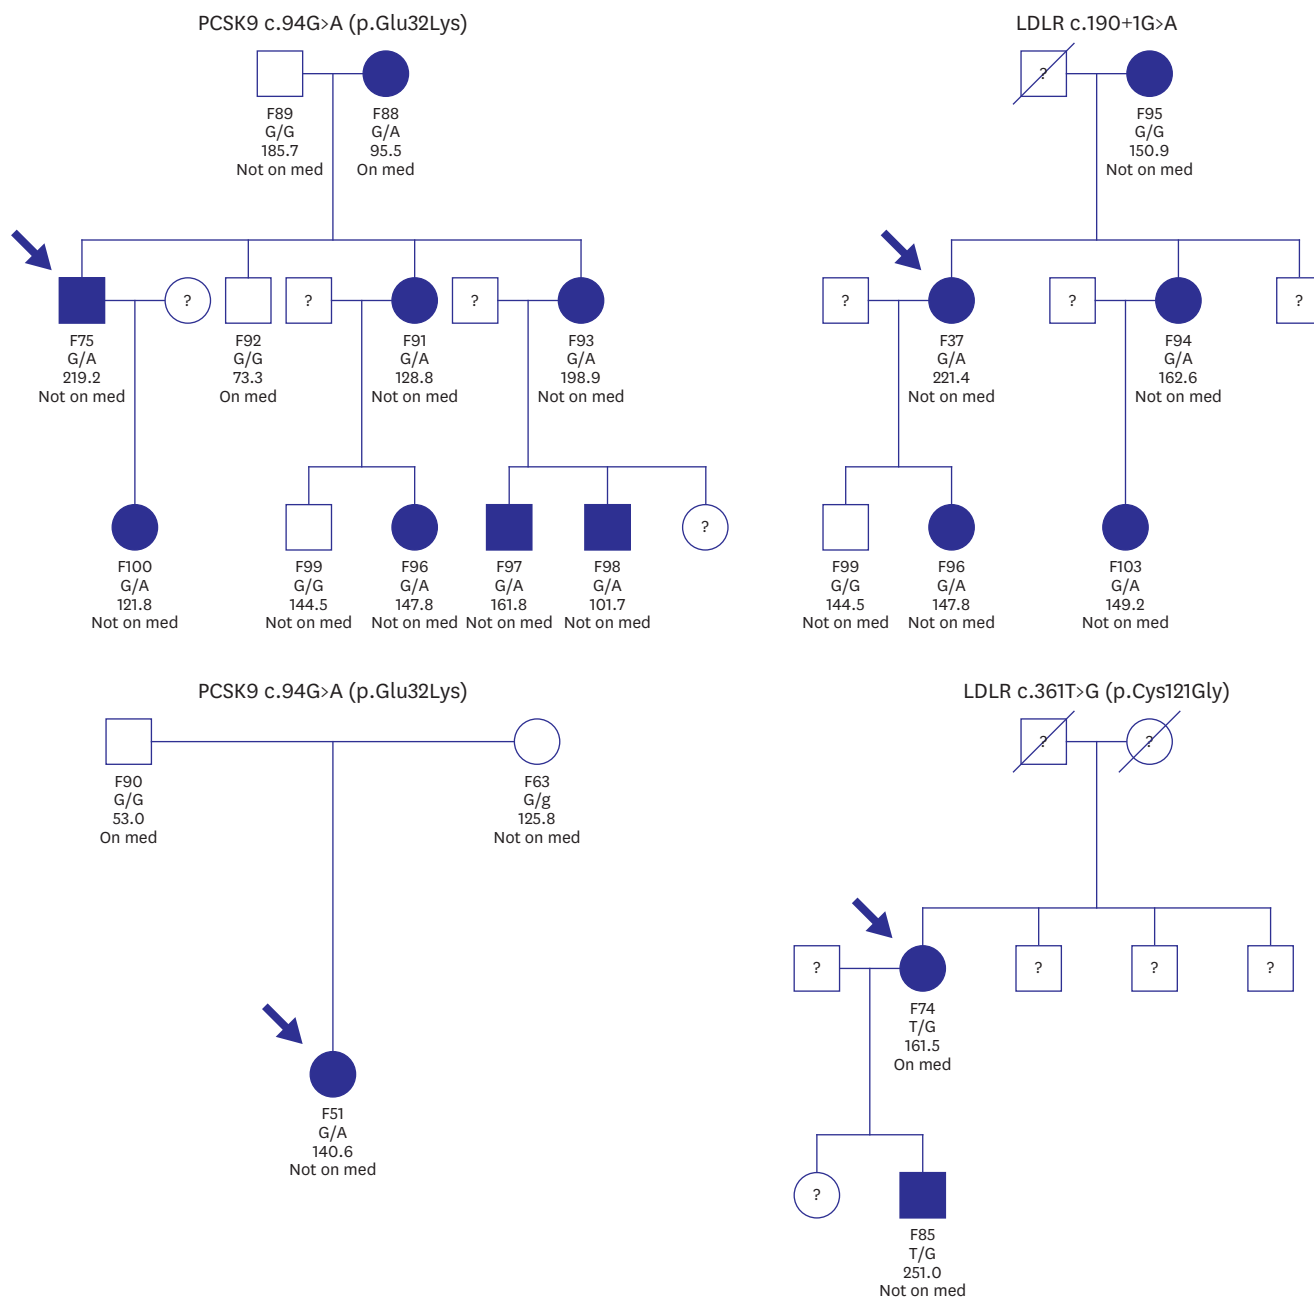 PCSK9 c.94G>A (p.Glu32Lys)
F89
G/G
185.7
Not on med
F88
G/A
95.5
On med
F75
G/A
219.2
Not on med
?
F92
G/G
73.3
On med
?
F91
G/A
128.8
Not on med
?
F93
G/A
198.9
Not on med
F100
G/A
121.8
Not on med
F99
G/G
144.5
Not on med
F96
G/A
147.8
Not on med
F97
G/A
161.8
Not on med
F98
G/A
101.7
Not on med
?
LDLR c.190+1G>A
?
F95
G/G
150.9
Not on med
?
F37
G/A
221.4
Not on med
?
F94
G/A
162.6
Not on med
?
F99
G/G
144.5
Not on med
F96
G/A
147.8
Not on med
F103
G/A
149.2
Not on med
PCSK9 c.94G>A (p.Glu32Lys)
F90
G/G
53.0
On med
F63
G/g
125.8
Not on med
F51
G/A
140.6
Not on med
LDLR c.361T>G (p.Cys121Gly)
?
?
?
F74
T/G
161.5
On med
?
?
?
?
F85
T/G
251.0
Not on med